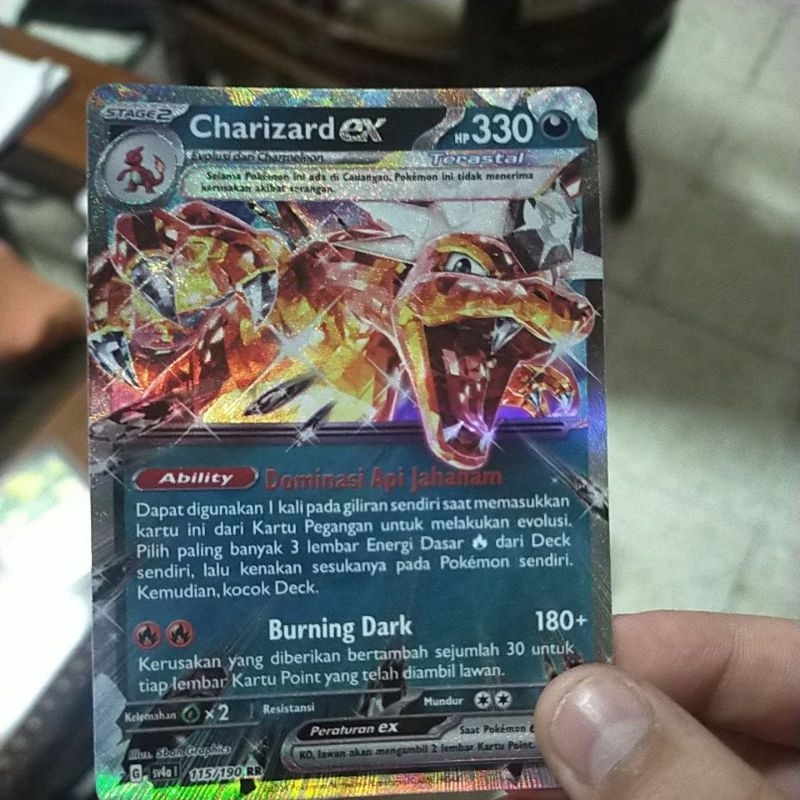 STAGE2 Charizard ex HP 330
Evolusi dari Charmeleon Terastal
Selama Pokémon ini ada di Cadangan, Pokémon ini tidak menerima
kerusakan akibat serangan.
Ability Dominasi Api Jahanam
Dapat digunakan 1 kali pada giliran sendiri saat memasukkan
kartu ini dari Kartu Pegangan untuk melakukan evolusi.
Pilih paling banyak 3 lembar Energi Dasar dari Deck
sendiri, lalu kenakan sesukanya pada Pokémon sendiri.
Kemudian, kocok Deck.
Burning Dark 180+
Kerusakan yang diberikan bertambah sejumlah 30 untuk
tiap lembar Kartu Point yang telah diambil lawan.
Kelemahan ×2 Resistansi Mundur
Peraturan ex Saat Pokémon
KO, lawan akan mengambil 2 lembar Kartu Point.
Illus. 5ban Graphics
G sv4a I 115/190 RR